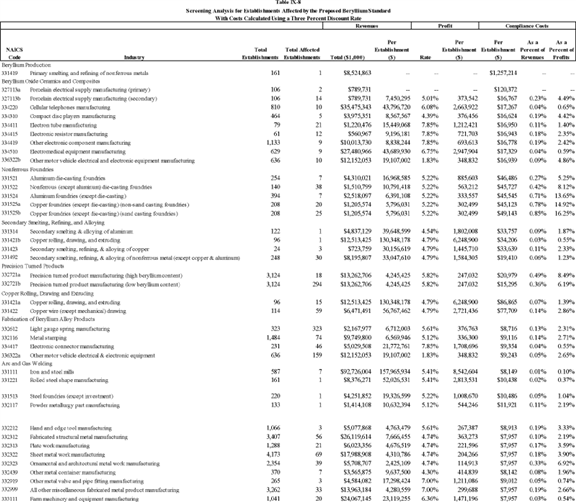 Table IX-8
Screening Analysis for Establishments Affected by the Proposed Beryllium Standard
With Costs Calculated Using a Three Percent Discount Rate
Revenues Profit Compliance Costs
NAICS Code Industry Total Establishments Total Affected Establishments Total ($1,000) Per Establishment ($) Rate Per Establishment ($) Per Establishment ($) As a Percent of Revenues As a Percent of Profits
Beryllium Production
331419 Primary smelting and refining of nonferrous metals 161 1 $8,524,863 -- -- -- $1,257,214 -- --
Beryllium Oxide Ceramics and Composites
327113a Porcelain electrical supply manufacturing (primary) 106 2 $789,731 -- -- -- $120,372 -- --
327113b Porcelain electrical supply manufacturing (secondary) 106 14 $789,731 7,450,295 5.01% 373,542 $16,767 0.23% 4.49%
334220 Cellular telephones manufacturing 810 10 $35,475,343 43,796,720 6.08% 2,663,922 $17,267 0.04% 0.65%
334310 Compact disc players manufacturing 464 5 $3,975,351 8,567,567 4.39% 376,456 $16,624 0.19% 4.42%
334411 Electron tube manufacturing 79 21 $1,220,476 15,449,068 7.85% 1,212,421 $16,950 0.11% 1.40%
334415 Electronic resistor manufacturing 61 12 $560,967 9,196,181 7.85% 721,703 $16,943 0.18% 2.35%
334419 Other electronic component manufacturing 1,133 9 $10,013,730 8,838,244 7.85% 693,613 $16,778 0.19% 2.42%
334510 Electromedical equipment manufacturing 629 9 $27,480,966 43,689,930 6.75% 2,947,904 $17,329 0.04% 0.59%
336322b Other motor vehicle electrical and electronic equipment manufacturing 636 10 $12,152,053 19,107,002 1.83% 348,832 $16,939 0.09% 4.86%
Nonferrous Foundries
331521 Aluminum die-casting foundries 254 7 $4,310,021 16,968,585 5.22% 885,603 $46,486 0.27% 5.25%
331522 Nonferrous (except aluminum) die-casting foundries 140 38 $1,510,799 10,791,418 5.22% 563,212 $45,727 0.42% 8.12%
331524 Aluminum foundries (except die-casting) 394 7 $2,518,097 6,391,108 5.22% 333,557 $45,545 0.71% 13.65%
331525a Copper foundries (except die-casting) (non-sand casting foundries) 208 20 $1,205,574 5,796,031 5.22% 302,499 $45,123 0.78% 14.92%
331525b Copper foundries (except die-casting) (sand casting foundries) 208 25 $1,205,574 5,796,031 5.22% 302,499 $49,143 0.85% 16.25%
Secondary Smelting, Refining, and Alloying
331314 Secondary smelting & alloying of aluminum 122 1 $4,837,129 39,648,599 4.54% 1,802,008 $33,757 0.09% 1.87%
331421b Copper rolling, drawing, and extruding 96 1 $12,513,425 130,348,178 4.79% 6,248,900 $34,206 0.03% 0.55%
331423 Secondary smelting, refining, & alloying of copper 24 3 $723,759 30,156,619 4.79% 1,445,710 $33,639 0.11% 2.33%
331492 Secondary smelting, refining, & alloying of nonferrous metal (except copper & aluminum) 248 30 $8,195,807 33,047,610 4.79% 1,584,305 $19,410 0.06% 1.23%
Precision Turned Products
332721a Precision turned product manufacturing (high beryllium content) 3,124 18 $13,262,706 4,245,425 5.82% 247,032 $20,979 0.49% 8.49%
332721b Precision turned product manufacturing (low beryllium content) 3,124 294 $13,262,706 4,245,425 5.82% 247,032 $15,295 0.36% 6.19%
Copper Rolling, Drawing and Extruding
331421a Copper rolling, drawing, and extruding 96 15 $12,513,425 130,348,178 4.79% 6,248,900 $86,865 0.07% 1.39%
331422 Copper wire (except mechanical) drawing 114 59 $6,471,491 56,767,462 4.79% 2,721,436 $77,709 0.14% 2.86%
Fabrication of Beryllium Alloy Products
332612 Light gauge spring manufacturing 323 323 $2,167,977 6,712,003 5.61% 376,763 $8,716 0.13% 2.31%
332116 Metal stamping 1,484 74 $9,749,800 6,569,946 5.12% 336,300 $9,116 0.14% 2.71%
334417 Electronic connector manufacturing 231 46 $5,029,508 21,772,761 7.85% 1,708,696 $9,354 0.04% 0.55%
336322a Other motor vehicle electrical & electronic equipment 636 159 $12,152,053 19,107,002 1.83% 348,832 $9,243 0.05% 2.65%
Arc and Gas Welding
331111 Iron and steel mills 587 7 $92,726,004 157,965,934 5.41% 8,542,604 $8,149 0.01% 0.10%
331221 Rolled steel shape manufacturing 161 1 $8,376,271 52,026,531 5.41% 2,813,531 $10,438 0.02% 0.37%
331513 Steel foundries (except investment) 220 1 $4,251,852 19,326,599 5.22% 1,008,670 $10,486 0.05% 1.04%
332117 Powder metallurgy part manufacturing 133 1 $1,414,108 10,632,394 5.12% 544,246 $11,921 0.11% 2.19%
332212 Hand and edge tool manufacturing 1,066 3 $5,077,868 4,763,479 5.61% 267,387 $8,913 0.19% 3.33%
332312 Fabricated structural metal manufacturing 3,407 56 $26,119,614 7,666,455 4.74% 363,273 $7,957 0.10% 2.19%
332313 Plate work manufacturing 1,288 21 $6,023,356 4,676,519 4.74% 221,596 $7,957 0.17% 3.59%
332322 Sheet metal work manufacturing 4,173 69 $17,988,908 4,310,786 4.74% 204,266 $7,957 0.18% 3.90%
332323 Ornamental and architectural metal work manufacturing 2,354 39 $5,708,707 2,425,109 4.74% 114,913 $7,957 0.33% 6.92%
332439 Other metal container manufacturing 370 7 $3,565,875 9,637,500 4.30% 414,839 $8,142 0.08% 1.96%
332919 Other metal valve and pipe fitting manufacturing 265 3 $4,584,082 17,298,424 7.00% 1,211,086 $9,012 0.05% 0.74%
332999 All other miscellaneous fabricated metal product manufacturing 3,262 33 $13,963,184 4,280,559 7.00% 299,688 $7,957 0.19% 2.66%
333111 Farm machinery and equipment manufacturing 1,041 20 $24,067,145 23,119,255 6.36% 1,471,196 $7,957 0.03%